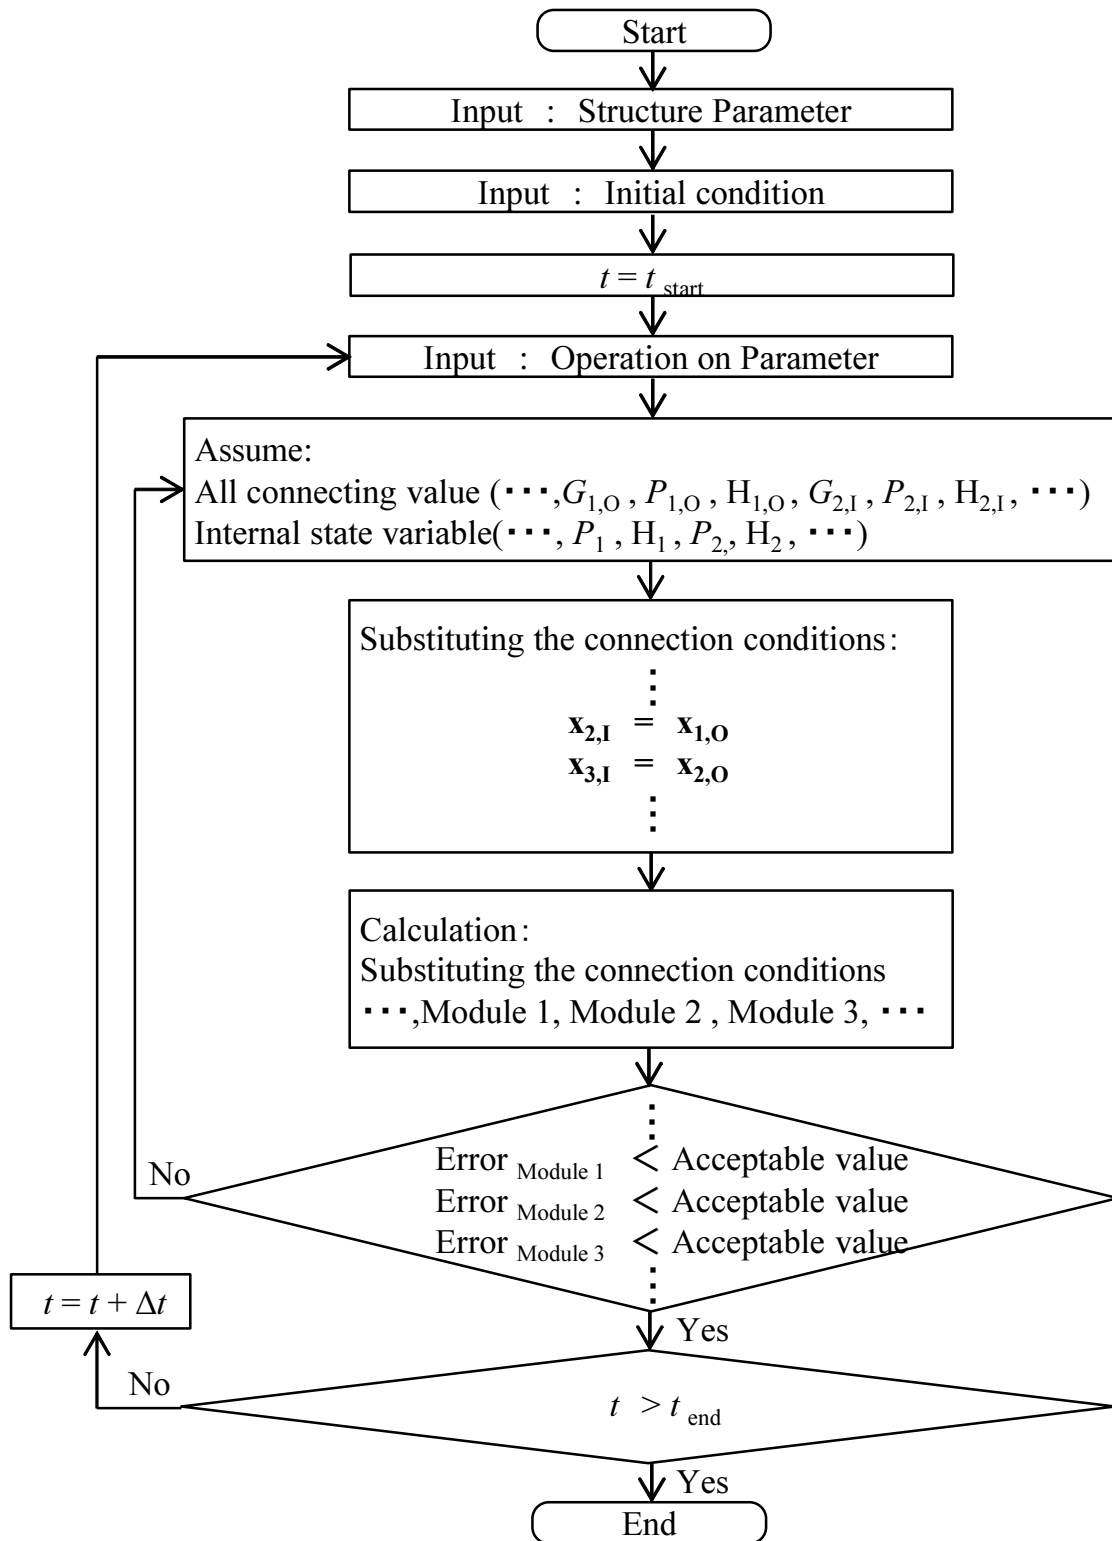 Start
Input : Structure Parameter
Input : Initial condition
t = t start
Input : Operation on Parameter
Assume:
All connecting value (･･･,G1,O , P1,O , H1,O , G2,I , P2,I , H2,I, ･･･)
Internal state variable(･･･, P1 , H1 , P2, , H2 , ･･･)
Substituting the connection conditions:
⋮
x2,I = x1,O
x3,I = x2,O
⋮
Calculation:
Substituting the connection conditions
･･･,Module 1, Module 2 , Module 3, ･･･
⋮
Error Module 1 < Acceptable value
No
Error Module 2 < Acceptable value
Error Module 3 < Acceptable value
⋮
t = t + Δt
Yes
No
t > t end
Yes
End